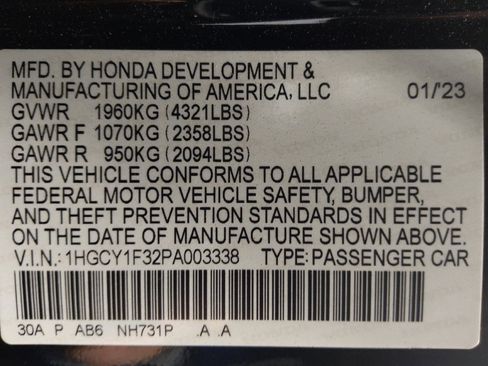 MFD. BY HONDA DEVELOPMENT &
MANUFACTURING OF AMERICA, LLC 01/'23
GVWR 1960KG (4321LBS)
GAWR F 1070KG (2358LBS)
GAWR R 950KG (2094LBS)
THIS VEHICLE CONFORMS TO ALL APPLICABLE
FEDERAL MOTOR VEHICLE SAFETY, BUMPER,
AND THEFT PREVENTION STANDARDS IN EFFECT
ON THE DATE OF MANUFACTURE SHOWN ABOVE.
V.I.N.: 1HGCY1F32PA003338 TYPE: PASSENGER CAR
30A P AB6 NH731P .A .A